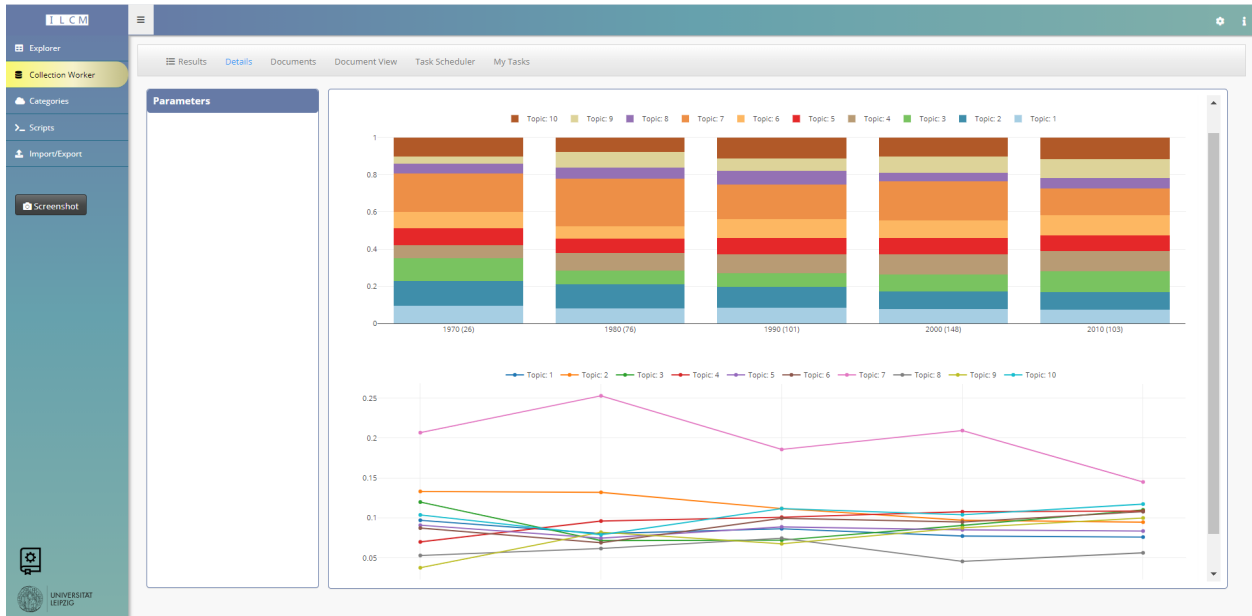 ILCM
Explorer
Collection Worker
Categories
Scripts
Import/Export
Screenshot
UNIVERSITÄT
LEIPZIG
Results Details Documents Document View Task Scheduler My Tasks
Parameters
Topic: 10 Topic: 9 Topic: 8 Topic: 7 Topic: 6 Topic: 5 Topic: 4 Topic: 3 Topic: 2 Topic: 1
1
0.8
0.6
0.4
0.2
0
1970 (26) 1980 (76) 1990 (101) 2000 (148) 2010 (103)
Topic: 1 Topic: 2 Topic: 3 Topic: 4 Topic: 5 Topic: 6 Topic: 7 Topic: 8 Topic: 9 Topic: 10
0.25
0.2
0.15
0.1
0.05